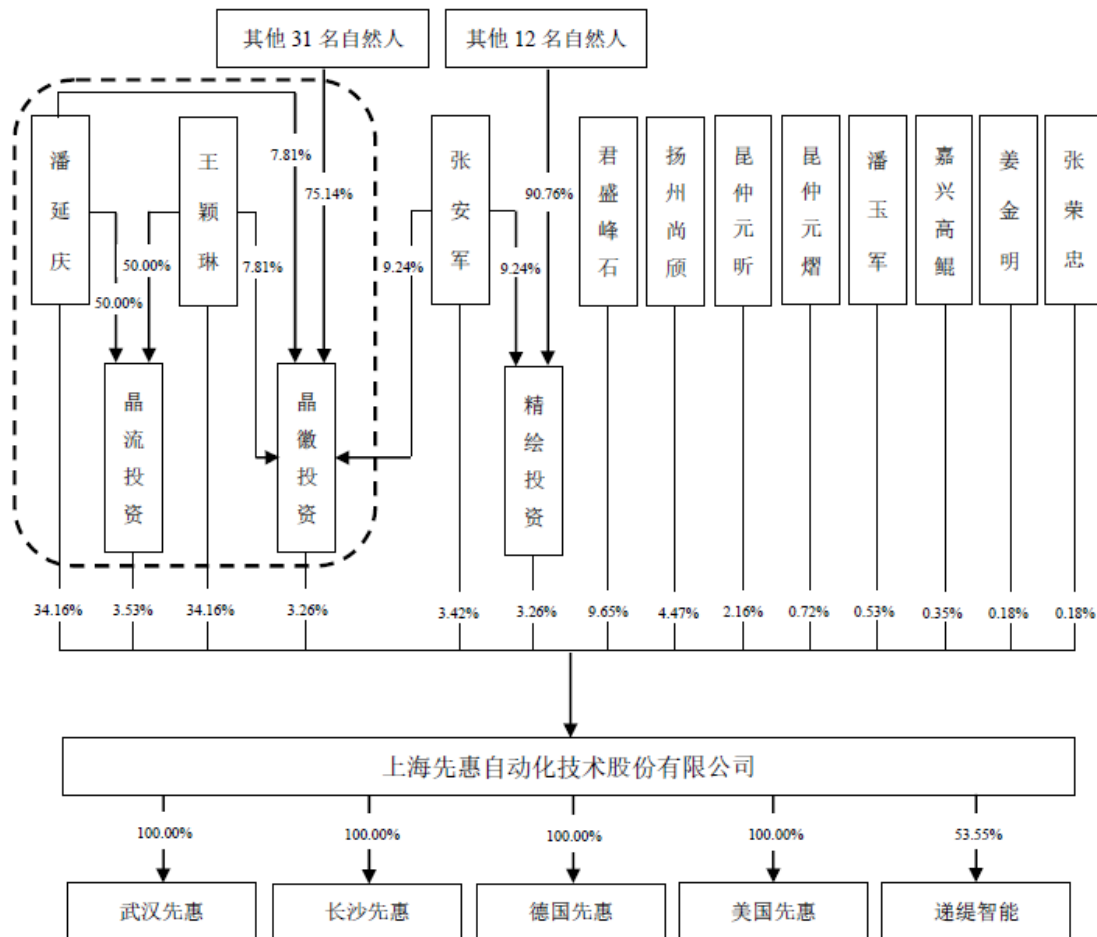 其他 31 名自然人
其他 12 名自然人
潘延庆
王颖琳
张安军
君盛峰石
扬州尚颀
昆仲元昕
昆仲元熠
潘玉军
嘉兴高鲲
姜金明
张荣忠
7.81%
75.14%
90.76%
50.00%
7.81%
9.24%
9.24%
50.00%
晶流投资
晶徽投资
精绘投资
34.16%
3.53%
34.16%
3.26%
3.42%
3.26%
9.65%
4.47%
2.16%
0.72%
0.53%
0.35%
0.18%
0.18%
上海先惠自动化技术股份有限公司
100.00%
100.00%
100.00%
100.00%
53.55%
武汉先惠
长沙先惠
德国先惠
美国先惠
递缇智能